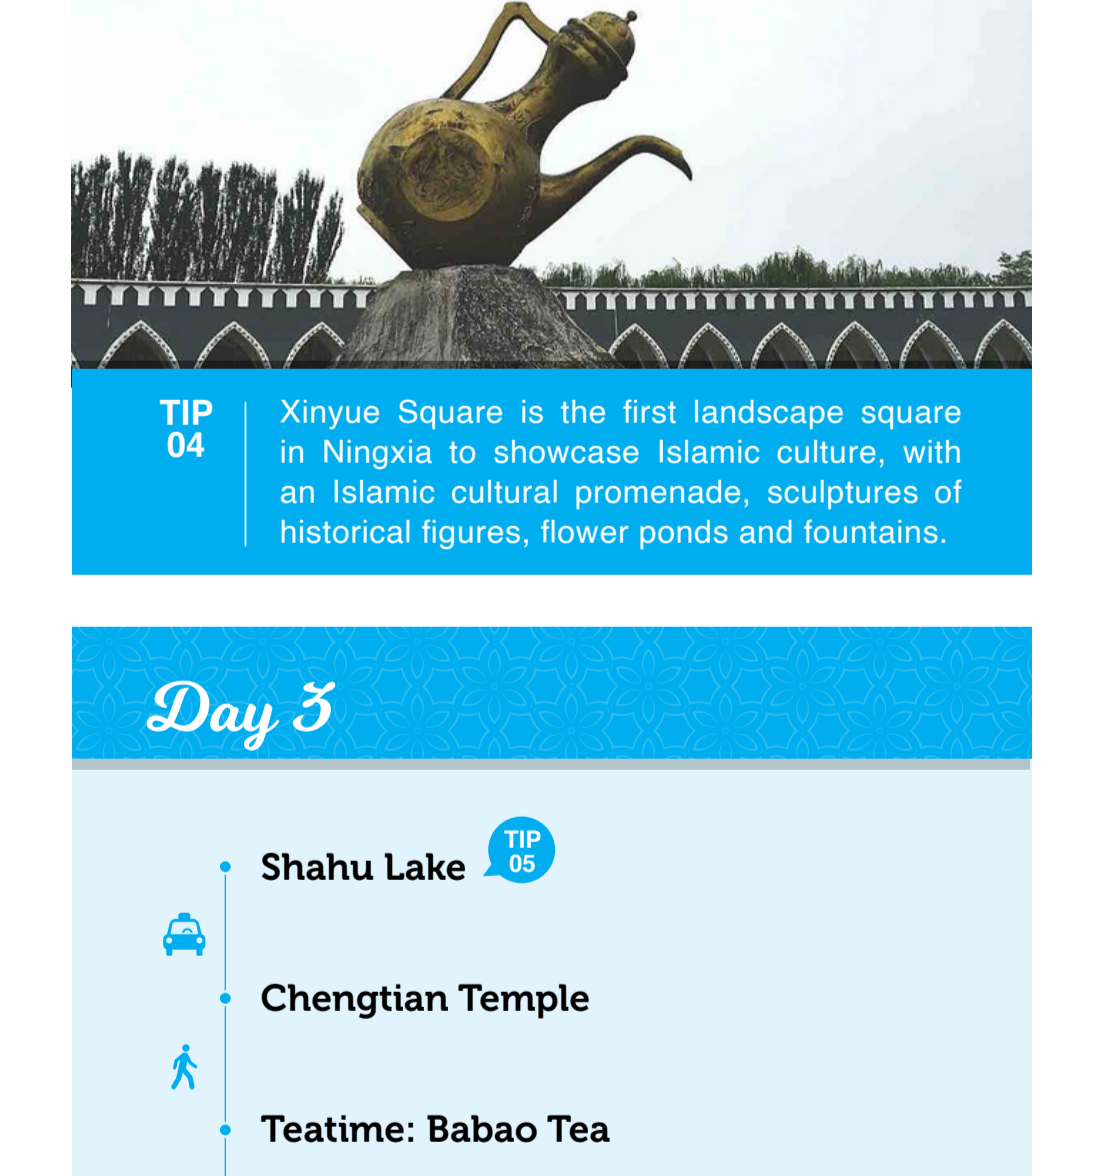 TIP
04
Xinyue Square is the first landscape square
in Ningxia to showcase Islamic culture, with
an Islamic cultural promenade, sculptures of
historical figures, flower ponds and fountains.
Day 3
Shahu Lake
TIP
05
Chengtian Temple
Teatime: Babao Tea